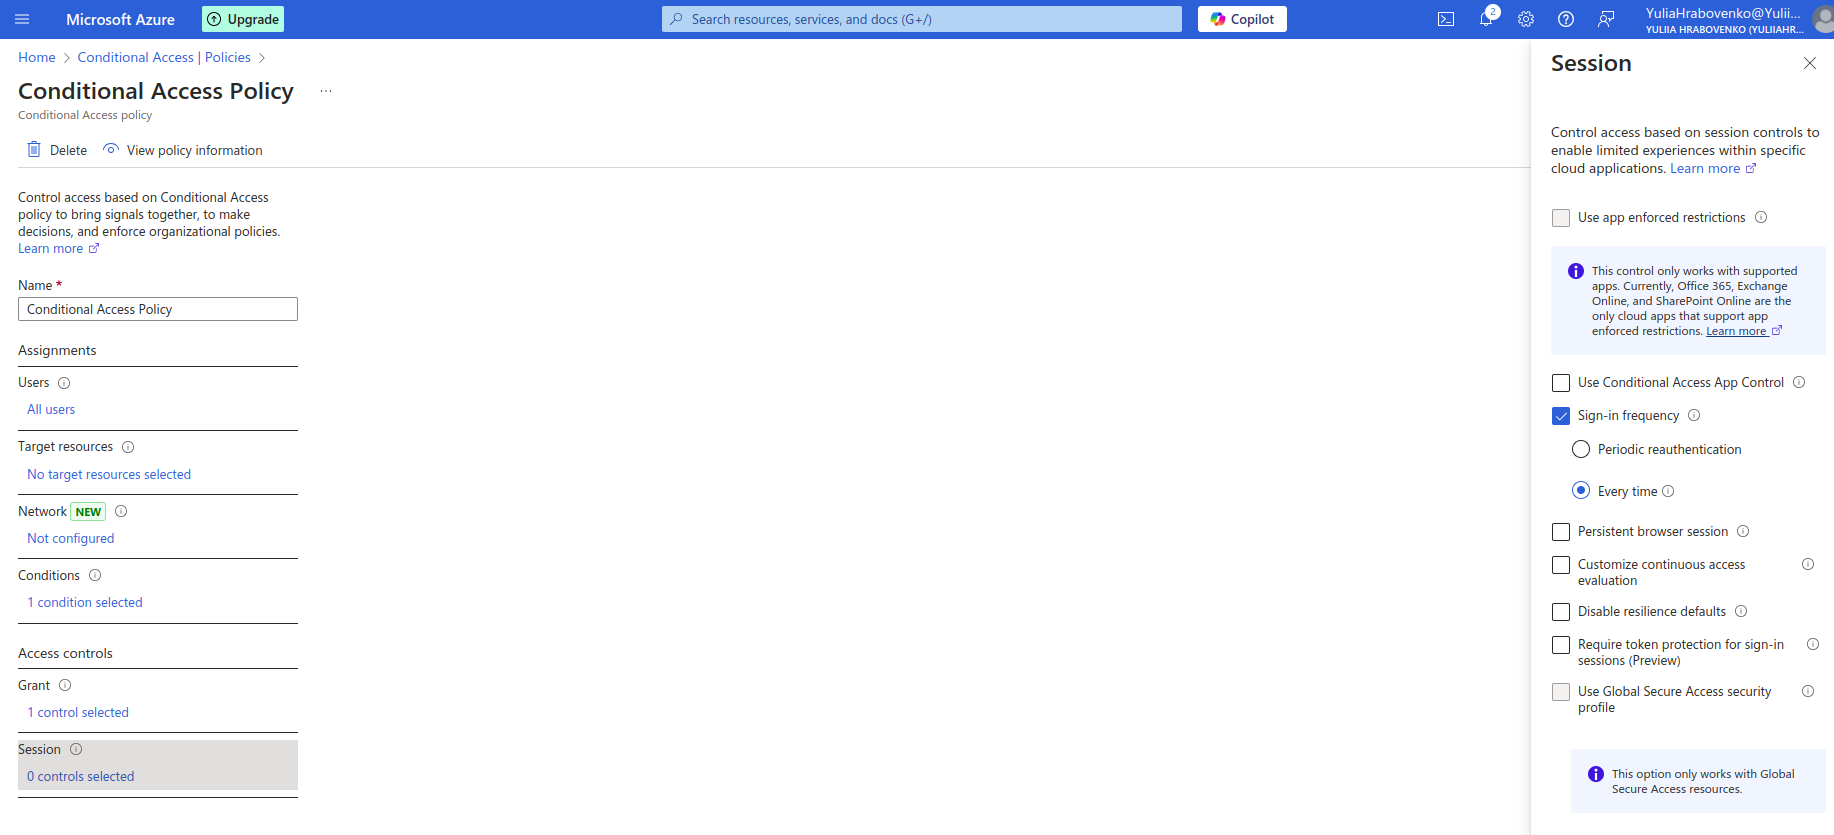 Microsoft Azure
Upgrade
Search resources, services, and docs (G+/)
Copilot
2
YuliaHrabovenko@Yulii...
YULIIA HRABOVENKO (YULIIAHR...
Home > Conditional Access | Policies >
Conditional Access Policy ...
Conditional Access policy
Delete
View policy information
Control access based on Conditional Access
policy to bring signals together, to make
decisions, and enforce organizational policies.
Learn more
Name *
Conditional Access Policy
Assignments
Users
All users
Target resources
No target resources selected
Network NEW
Not configured
Conditions
1 condition selected
Access controls
Grant
1 control selected
Session
0 controls selected
Session
Control access based on session controls to
enable limited experiences within specific
cloud applications. Learn more
Use app enforced restrictions
This control only works with supported
apps. Currently, Office 365, Exchange
Online, and SharePoint Online are the
only cloud apps that support app
enforced restrictions. Learn more
Use Conditional Access App Control
Sign-in frequency
Periodic reauthentication
Every time
Persistent browser session
Customize continuous access
evaluation
Disable resilience defaults
Require token protection for sign-in
sessions (Preview)
Use Global Secure Access security
profile
This option only works with Global
Secure Access resources.